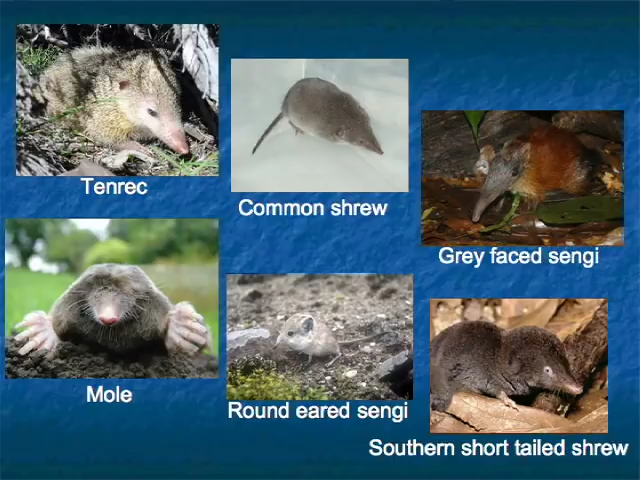 Tenrec
Common shrew
Grey faced sengi
Mole
Round eared sengi
Southern short tailed shrew